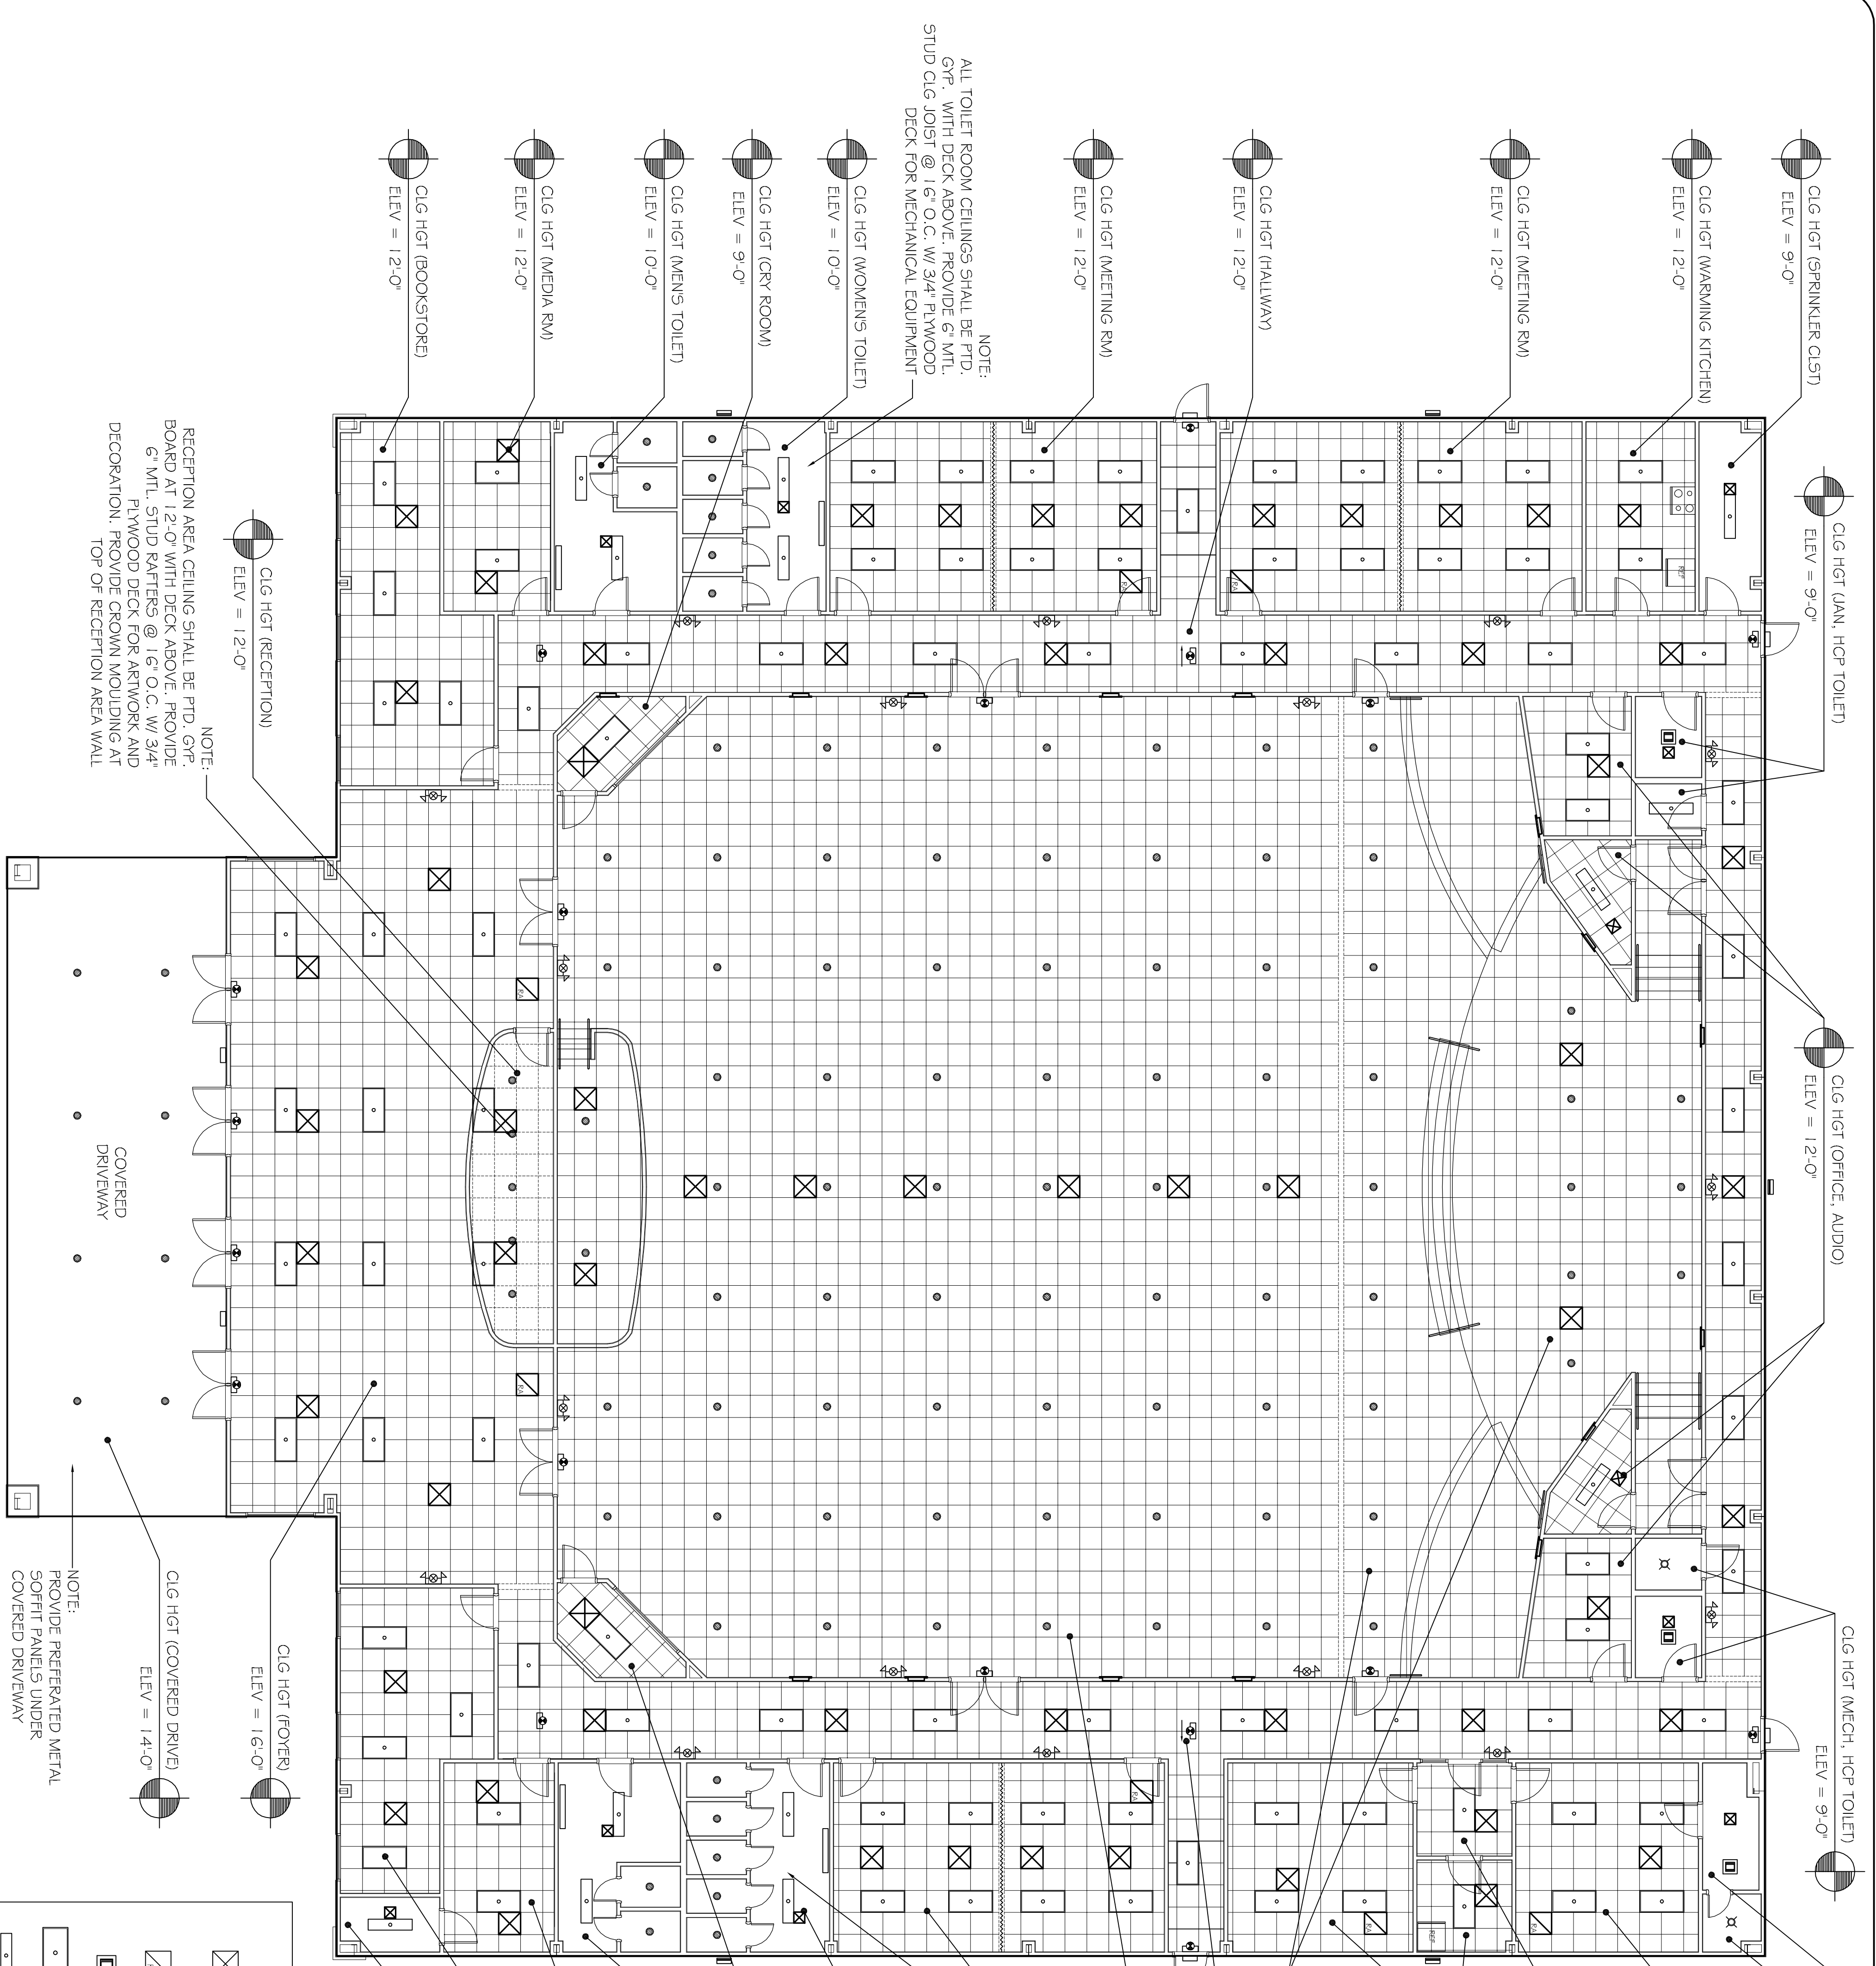 CLG HGT (SPRINKLER CLST)
ELEV = 9'-0"
CLG HGT (WARMING KITCHEN)
ELEV = 12'-0"
CLG HGT (MEETING RM)
ELEV = 12'-0"
CLG HGT (HALLWAY)
ELEV = 12'-0"
CLG HGT (MEETING RM)
ELEV = 12'-0"
NOTE:
ALL TOILET ROOM CEILINGS SHALL BE PTD.
GYP. WITH DECK ABOVE. PROVIDE 6" MTL.
STUD CLG JOIST @ 16" O.C. W/ 3/4" PLYWOOD
DECK FOR MECHANICAL EQUIPMENT
CLG HGT (WOMEN'S TOILET)
ELEV = 10'-0"
CLG HGT (CRY ROOM)
ELEV = 9'-0"
CLG HGT (MEN'S TOILET)
ELEV = 10'-0"
CLG HGT (MEDIA RM)
ELEV = 12'-0"
CLG HGT (BOOKSTORE)
ELEV = 12'-0"
CLG HGT (JAN, HCP TOILET)
ELEV = 9'-0"
CLG HGT (OFFICE, AUDIO)
ELEV = 12'-0"
CLG HGT (MECH, HCP TOILET)
ELEV = 9'-0"
REF
RA
RA
CLG HGT (RECEPTION)
ELEV = 12'-0"
NOTE:
RECEPTION AREA CEILING SHALL BE PTD. GYP.
BOARD AT 12'-0" WITH DECK ABOVE. PROVIDE
6" MTL. STUD RAFTERS @ 16" O.C. W/ 3/4"
PLYWOOD DECK FOR ARTWORK AND
DECORATION. PROVIDE CROWN MOULDING AT
TOP OF RECEPTION AREA WALL
RA
RA
RA
REF
RA
RA
COVERED
DRIVEWAY
CLG HGT (FOYER)
ELEV = 16'-0"
CLG HGT (COVERED DRIVE)
ELEV = 14'-0"
NOTE:
PROVIDE PREFERATED METAL
SOFFIT PANELS UNDER
COVERED DRIVEWAY